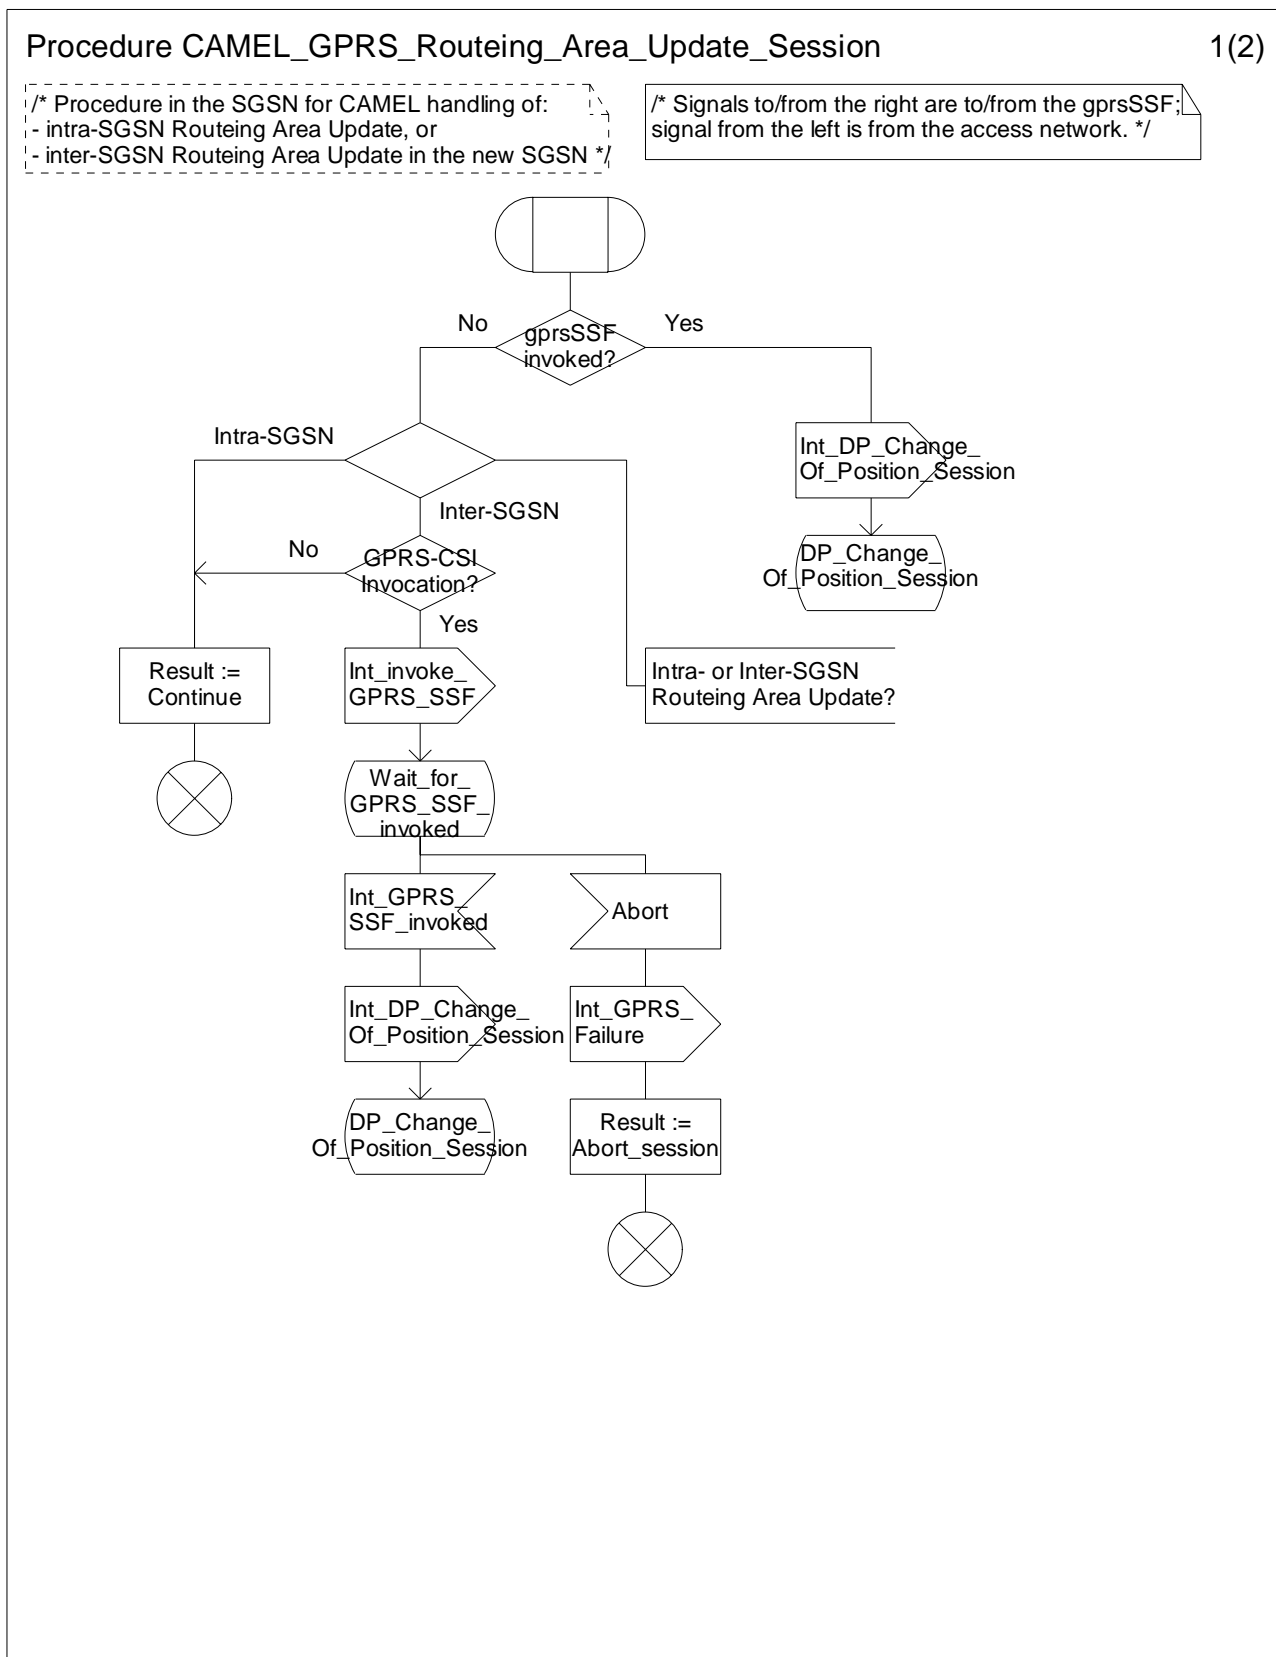 Procedure CAMEL_GPRS_Routeing_Area_Update_Session
1(2)
/* Procedure in the SGSN for CAMEL handling of:
- intra-SGSN Routeing Area Update, or
- inter-SGSN Routeing Area Update in the new SGSN */
/* Signals to/from the right are to/from the gprsSSF;
signal from the left is from the access network. */
No
gprsSSF
invoked?
Yes
Intra-SGSN
Int_DP_Change_
Of_Position_Session
Inter-SGSN
No
GPRS-CSI
Invocation?
DP_Change_
Of_Position_Session
Yes
Result :=
Continue
Int_invoke_
GPRS_SSF
Intra- or Inter-SGSN
Routeing Area Update?
Wait_for_
GPRS_SSF_
invoked
Int_GPRS_
SSF_invoked
Abort
Int_DP_Change_
Of_Position_Session
Int_GPRS_
Failure
DP_Change_
Of_Position_Session
Result :=
Abort_session